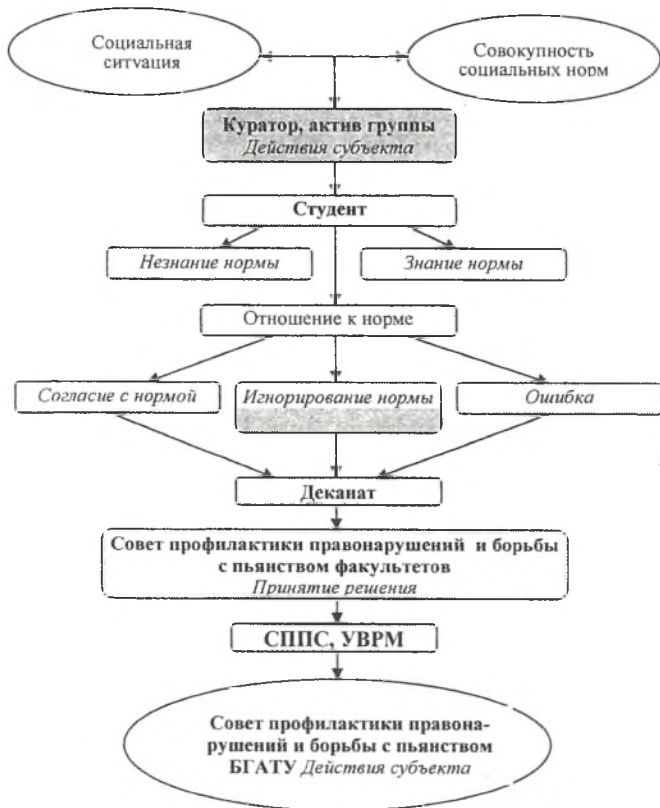 Социальная
ситуация
Совокупность
социальных норм
Куратор, актив группы
Действия субъекта
Студент
Незнание нормы
Знание нормы
Отношение к норме
Согласие с нормой
Игнорирование нормы
Ошибка
Деканат
Совет профилактики правонарушений и борьбы
с пьянством факультетов
Принятие решения
СППС, УВРМ
Совет профилактики правона-
рушений и борьбы с пьянством
БГАТУ Действия субъекта